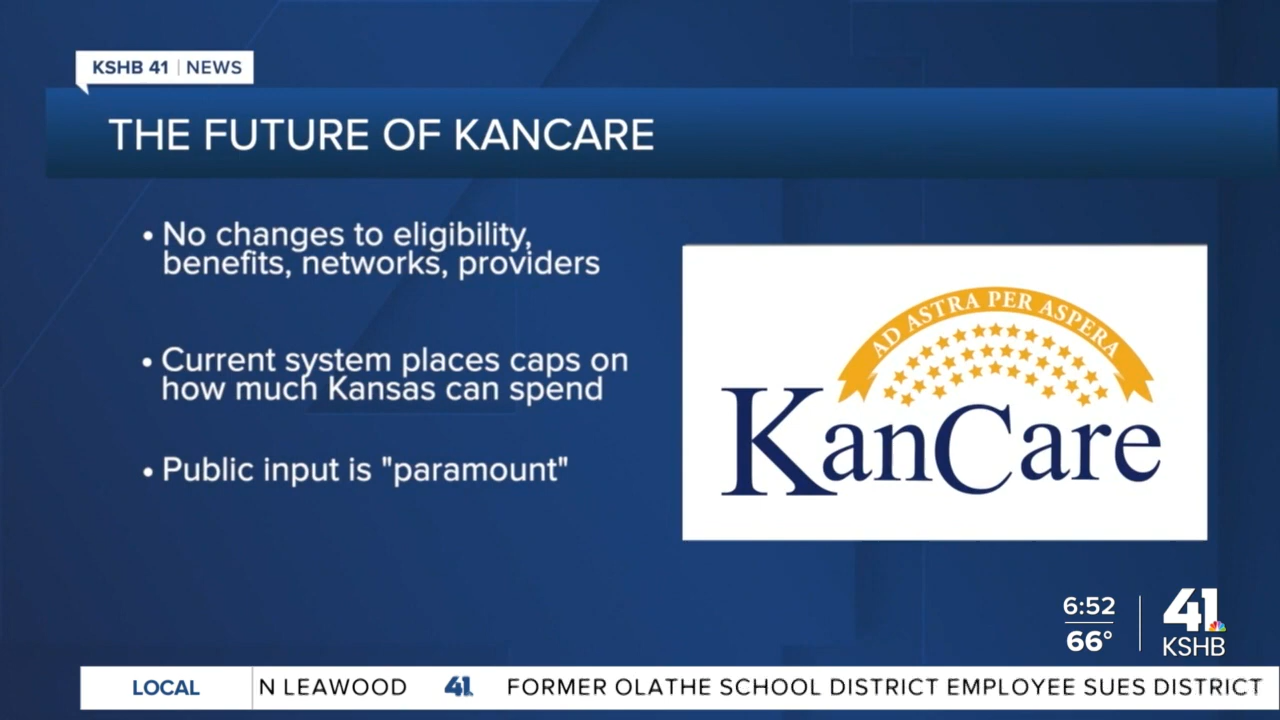 KSHB 41 | NEWS
THE FUTURE OF KANCARE
• No changes to eligibility,
benefits, networks, providers
• Current system places caps on
how much Kansas can spend
• Public input is "paramount"
AD ASTRA PER ASPERA
KanCare
6:52
66°
41
KSHB
LOCAL
N LEAWOOD 41 FORMER OLATHE SCHOOL DISTRICT EMPLOYEE SUES DISTRICT